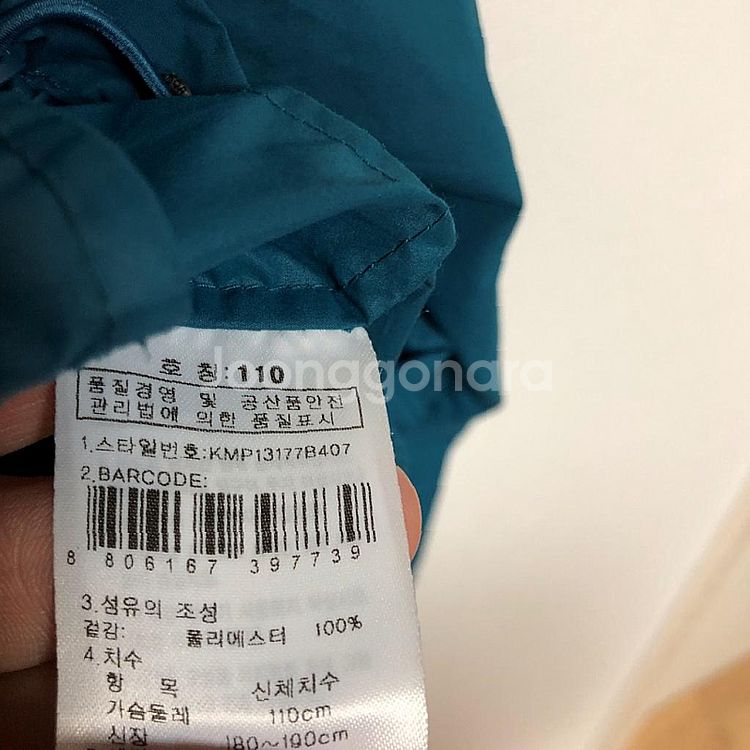 호 칭:110
Joonagonara
품질경영 및 공산품안전
관리법에 의한 품질표시
1.스타일번호:KMP13177B407
2.BARCODE:
8 806167 397739
3.섬유의 조성
겉감: 폴리에스터 100%
4.치수
항 목 신체치수
가슴둘레 110cm
신장 180~190cm